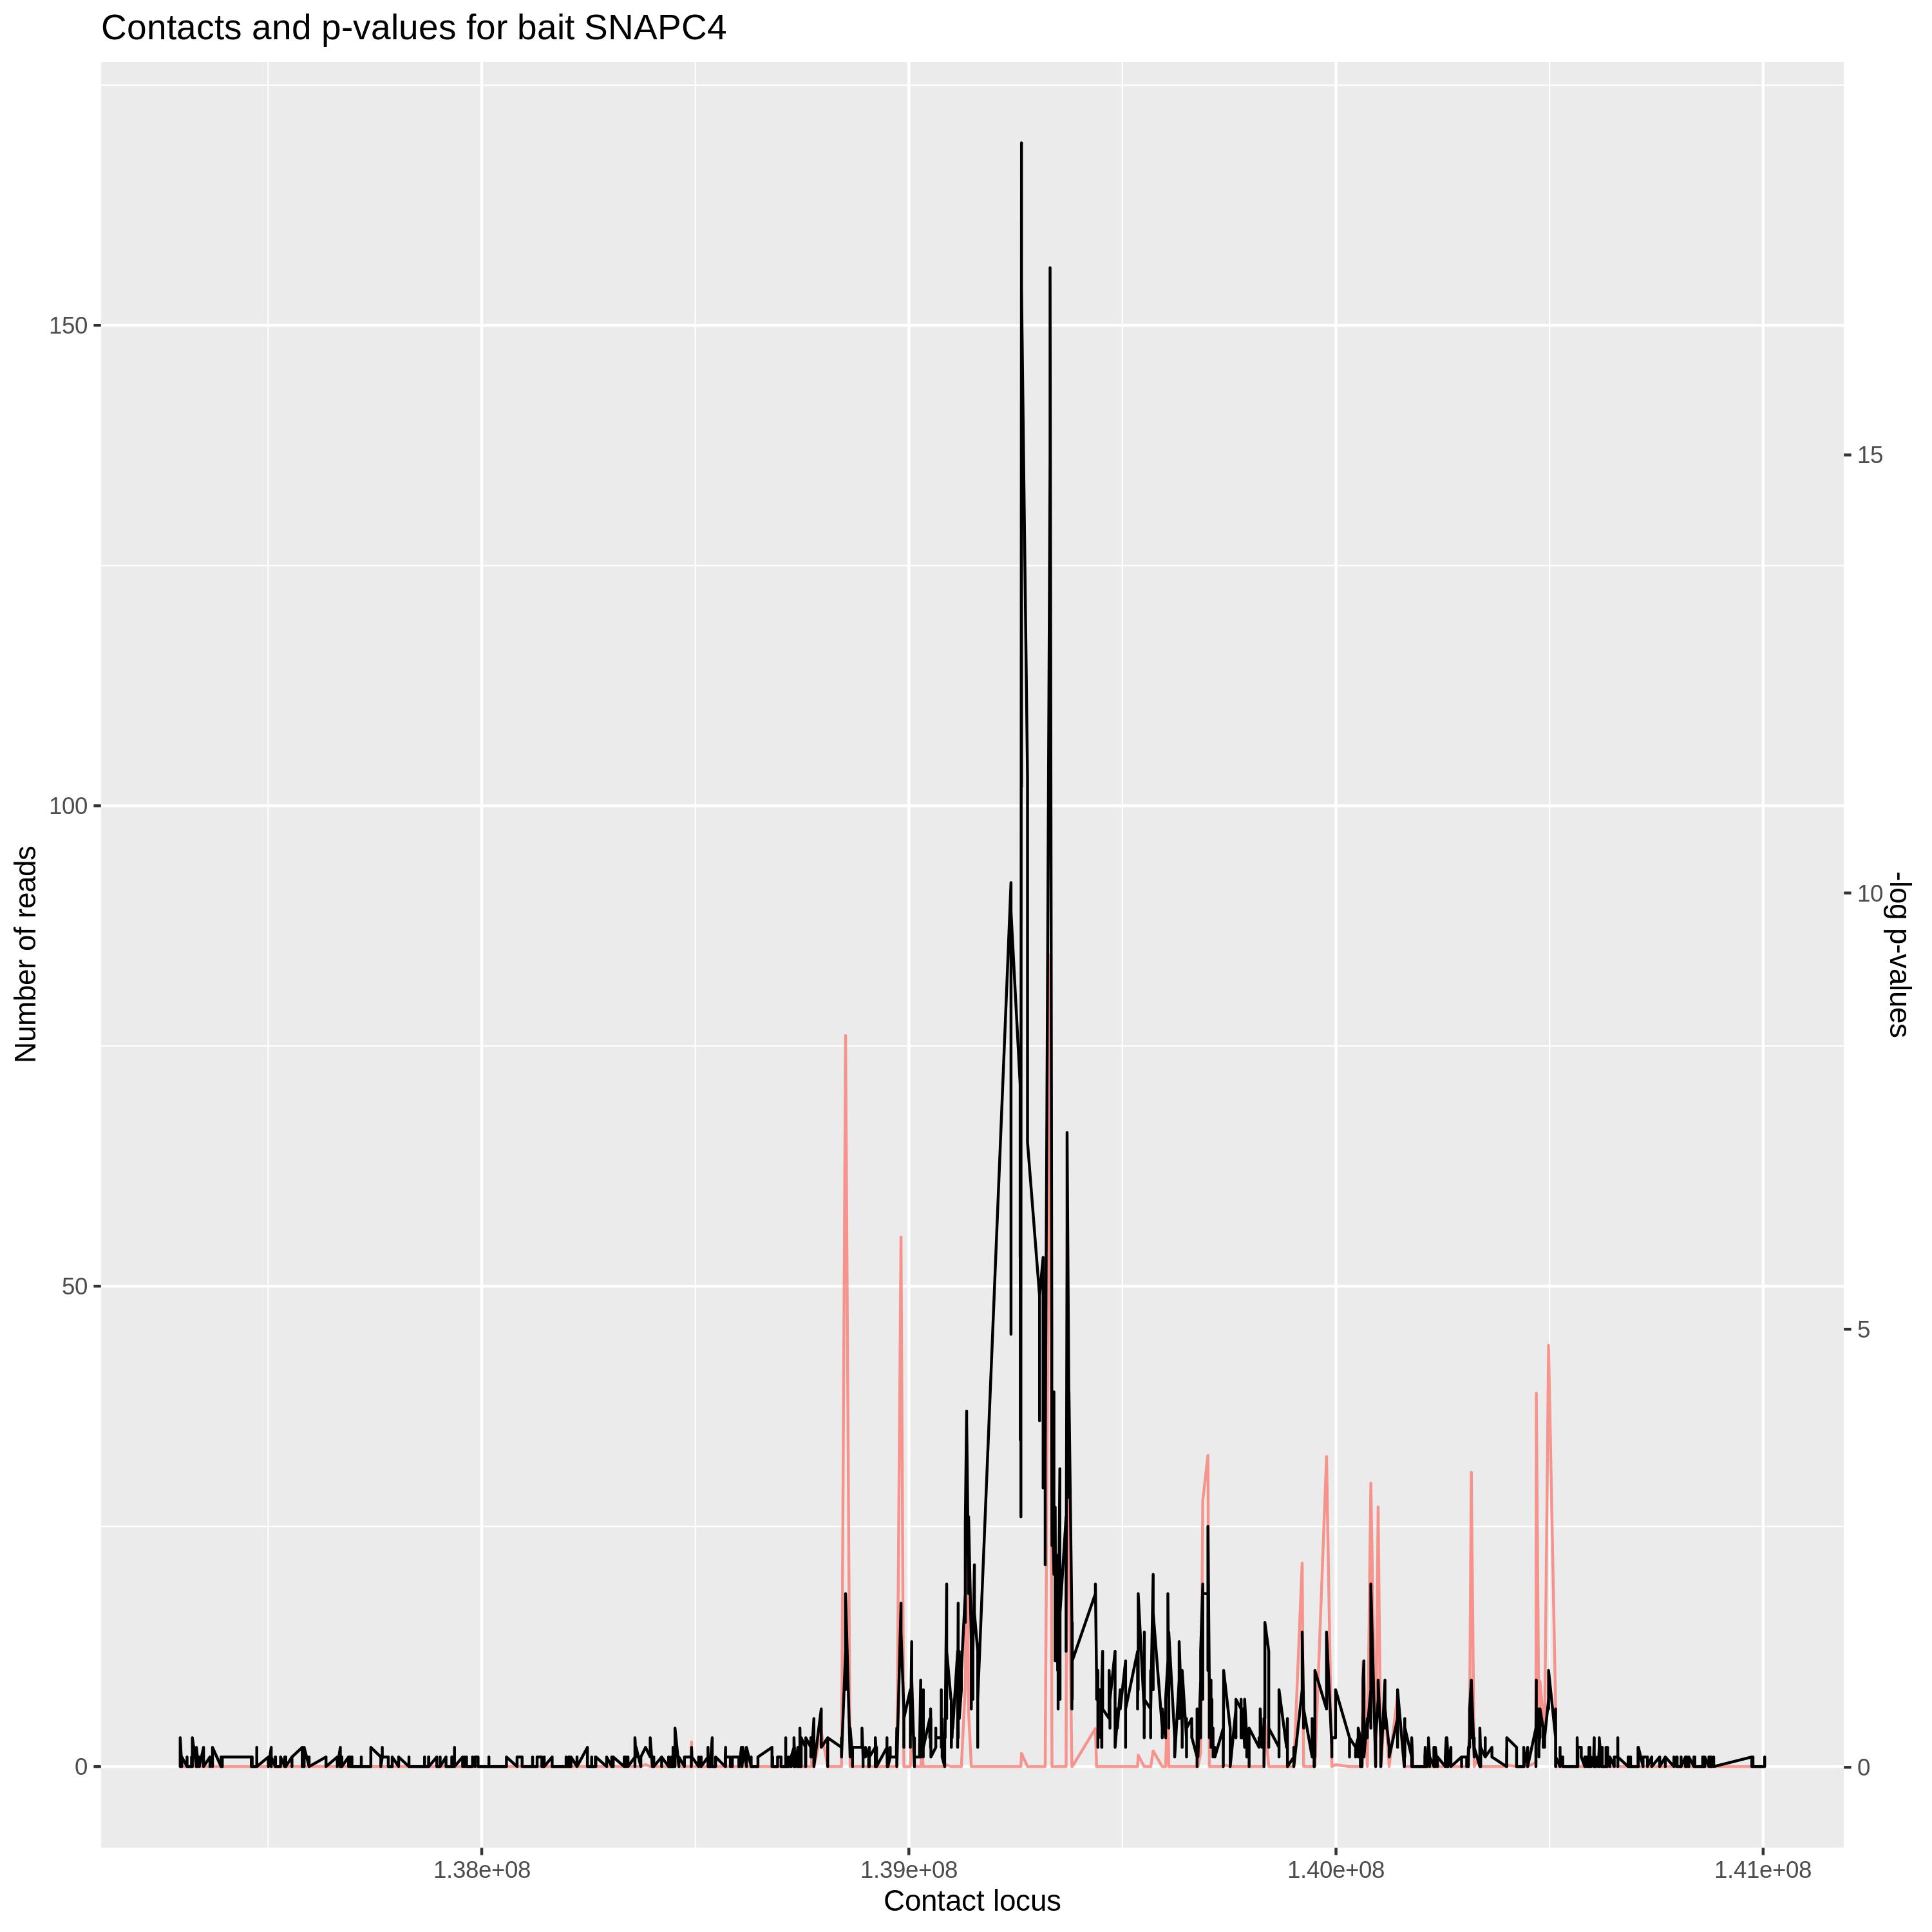 Contacts and p-values for bait SNAPC4
150
100
50
0
Number of reads
15
10
5
0
-log p-values
1.38e+08 1.39e+08 1.40e+08 1.41e+08
Contact locus